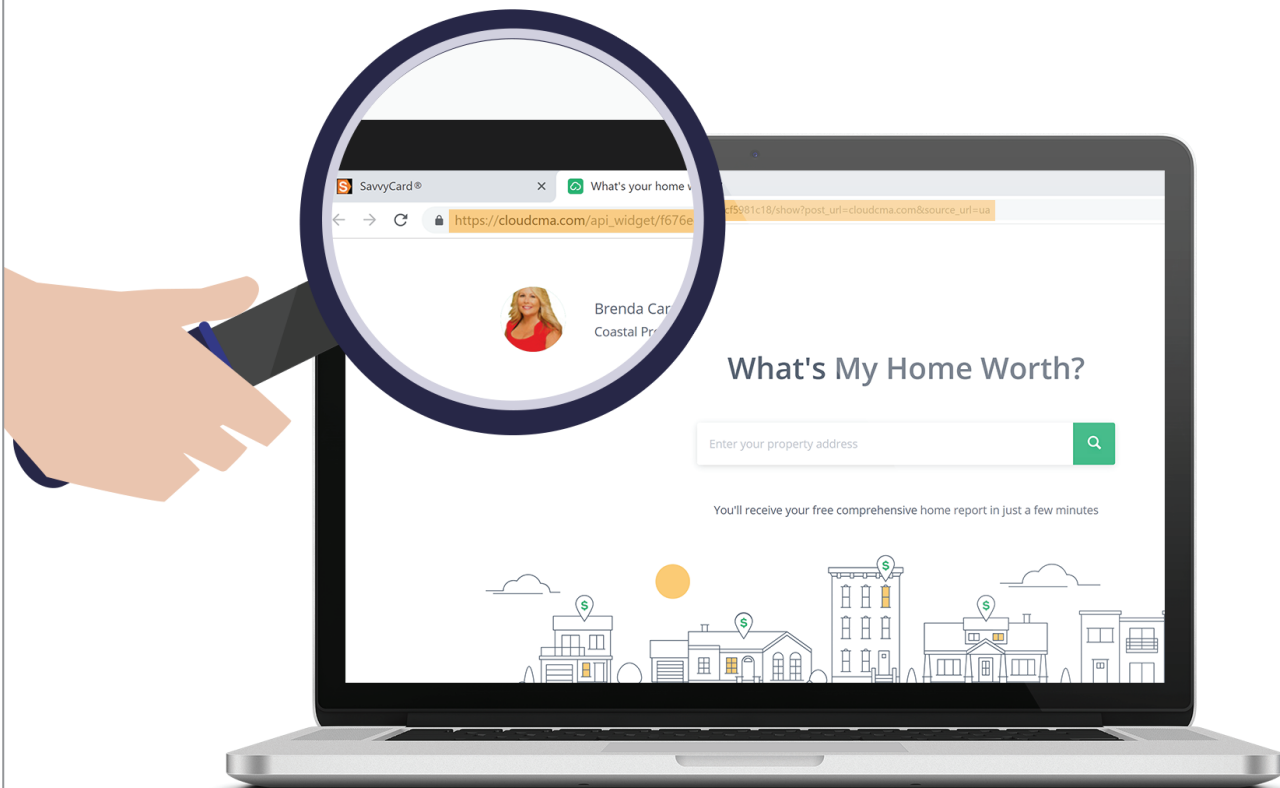 SavvyCard®
What's your home
https://cloudcma.com/api_widget/f676e
cf5981c18/show?post_url=cloudcma.com&source_url=ua
Brenda Car
Coastal Pr
What's My Home Worth?
Enter your property address
You'll receive your free comprehensive home report in just a few minutes
$
$
$
$